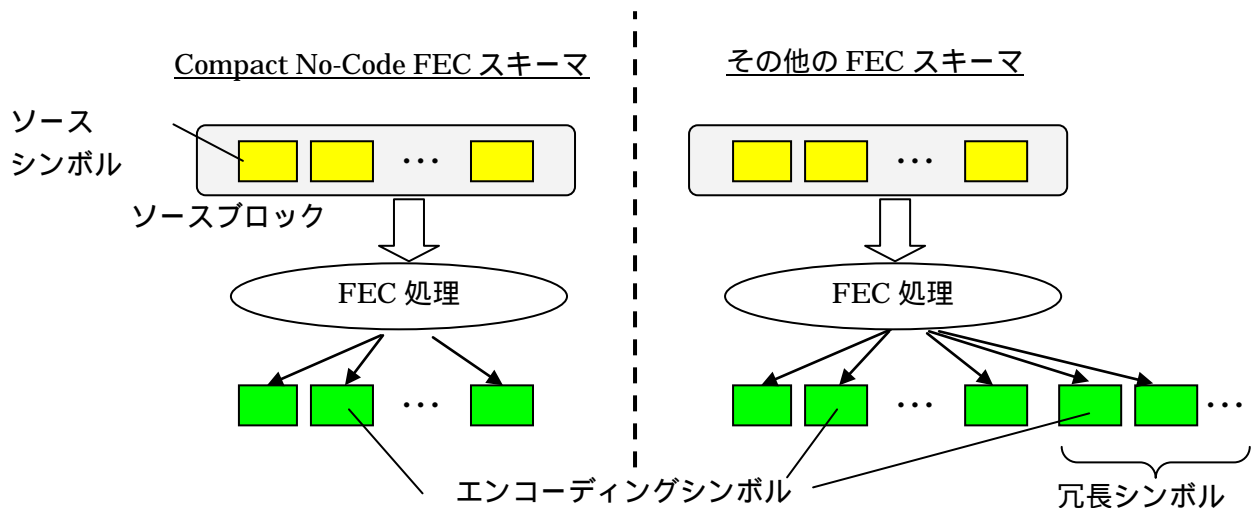 Compact No-Code FEC スキーマ
その他の FEC スキーマ
ソース
シンボル
…
…
ソースブロック
FEC 処理
FEC 処理
…
…
…
エンコーディングシンボル
冗長シンボル